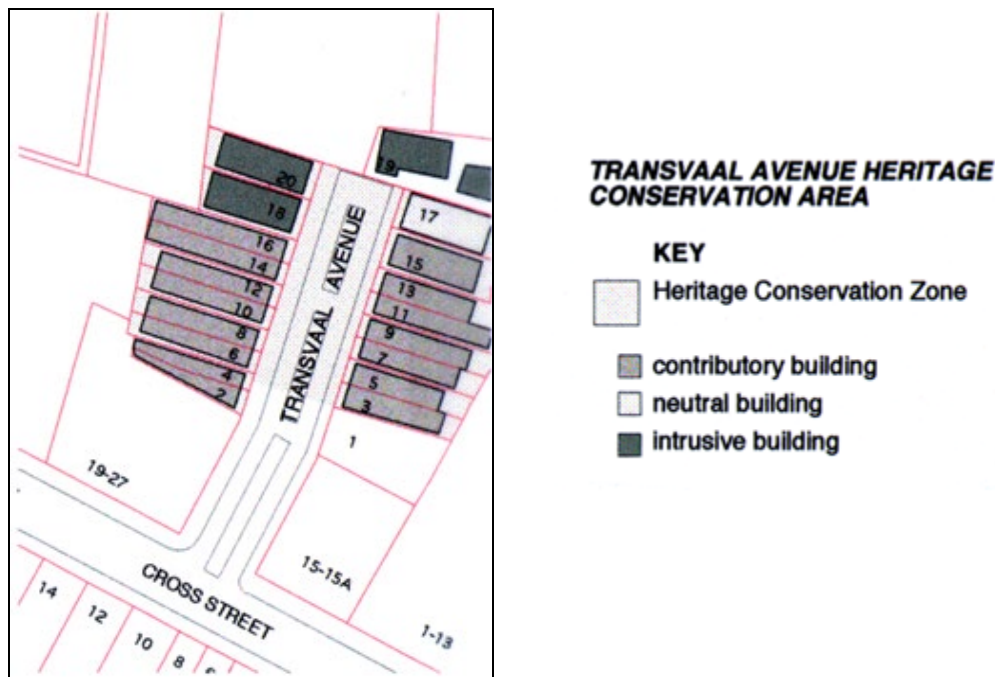 20
18
16
14
12
10
8
6
4
2
19
17
15
13
11
9
7
5
3
1
TRANSVAAL AVENUE
19-27
15-15A
1-13
CROSS STREET
14
12
10
8
TRANSVAAL AVENUE HERITAGE
CONSERVATION AREA
KEY
Heritage Conservation Zone
contributory building
neutral building
intrusive building